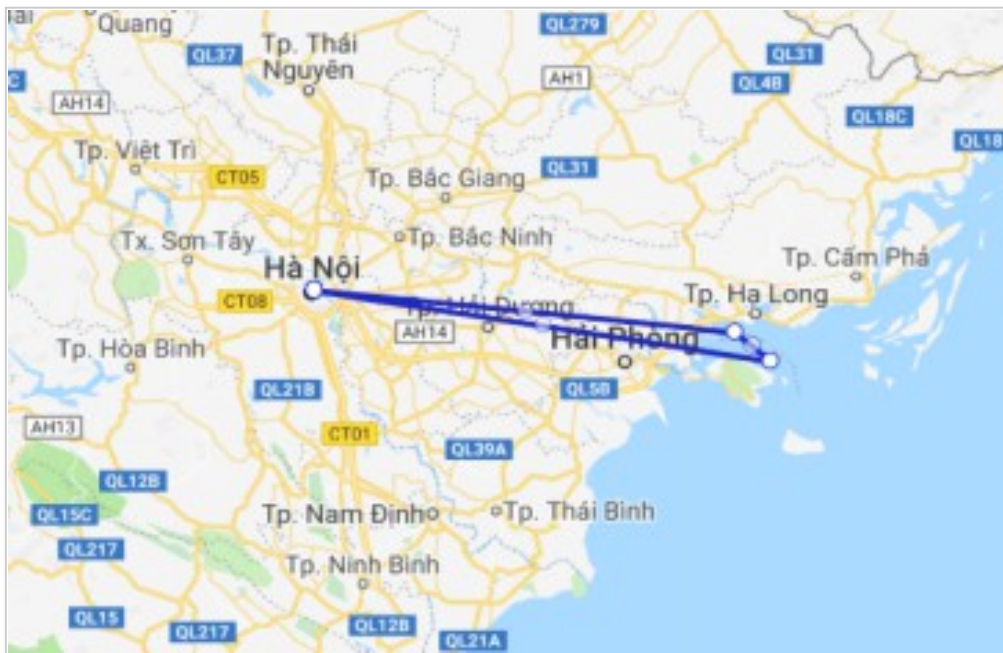 Quang
Tp. Thái
Nguyên
QL37
QL279
AH1
QL31
QL4B
QL18C
QL18
AH14
Tp. Việt Trì
CT05
Tp. Bắc Giang
QL31
Tx. Sơn Tây
Tp. Bắc Ninh
Hà Nội
CT08
Tp. Cẩm Phả
Tp. Hạ Long
Tp. Hải Dương
AH14
Hải Phòng
Tp. Hòa Bình
QL21B
QL5B
AH13
CT01
QL39A
QL12B
QL15C
Tp. Nam Định
Tp. Thái Bình
QL217
Tp. Ninh Bình
QL15
QL217
QL12B
QL21A